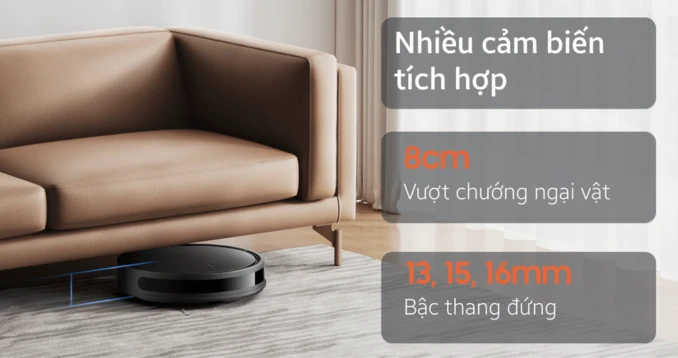 Nhiều cảm biến
tích hợp
8cm
Vượt chướng ngại vật
13, 15, 16mm
Bậc thang đứng